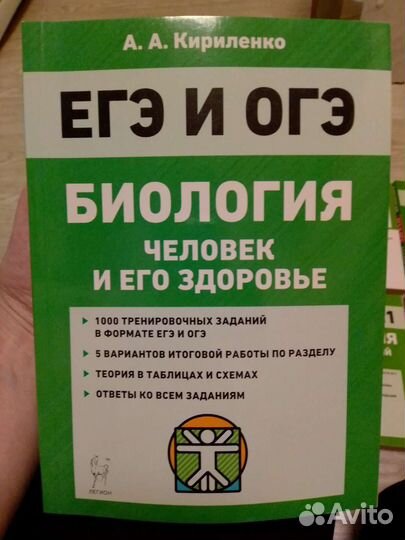 А. А. Кириленко
ЕГЭ И ОГЭ
БИОЛОГИЯ
ЧЕЛОВЕК
И ЕГО ЗДОРОВЬЕ
1000 ТРЕНИРОВОЧНЫХ ЗАДАНИЙ
В ФОРМАТЕ ЕГЭ И ОГЭ
5 ВАРИАНТОВ ИТОГОВОЙ РАБОТЫ ПО РАЗДЕЛУ
ТЕОРИЯ В ТАБЛИЦАХ И СХЕМАХ
ОТВЕТЫ КО ВСЕМ ЗАДАНИЯМ
ЛЕГИОН
Avito